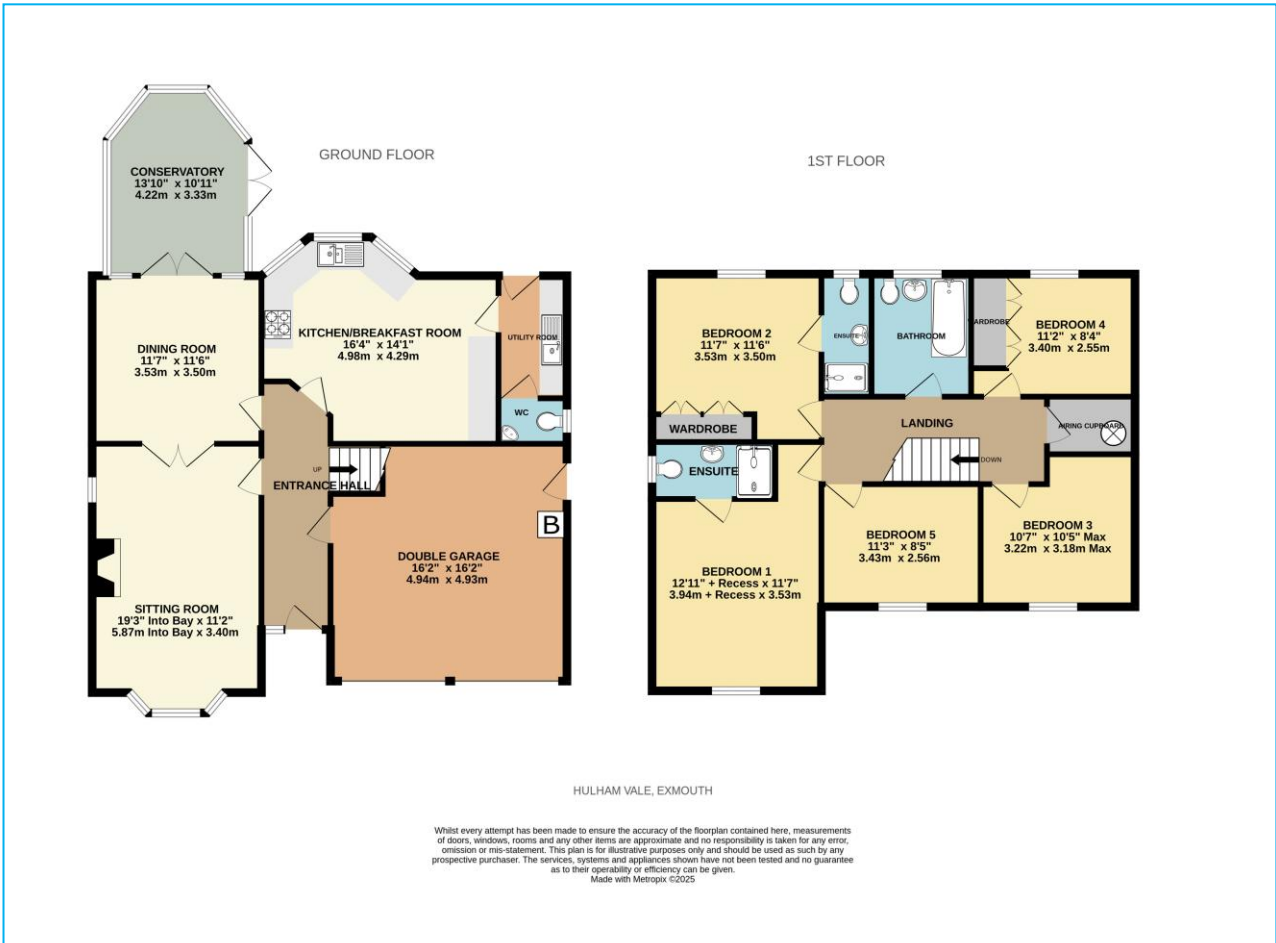 GROUND FLOOR
CONSERVATORY
13'10" x 10'11"
4.22m x 3.33m
KITCHEN/BREAKFAST ROOM
16'4" x 14'1"
4.98m x 4.29m
UTILITY ROOM
DINING ROOM
11'7" x 11'6"
3.53m x 3.50m
WC
UP
ENTRANCE HALL
B
DOUBLE GARAGE
16'2" x 16'2"
4.94m x 4.93m
SITTING ROOM
19'3" Into Bay x 11'2"
5.87m Into Bay x 3.40m
1ST FLOOR
BEDROOM 2
11'7" x 11'6"
3.53m x 3.50m
ENSUITE
BATHROOM
WARDROBE
BEDROOM 4
11'2" x 8'4"
3.40m x 2.55m
WARDROBE
LANDING
AIRING CUPBOARD
ENSUITE
DOWN
BEDROOM 1
12'11" + Recess x 11'7"
3.94m + Recess x 3.53m
BEDROOM 5
11'3" x 8'5"
3.43m x 2.56m
BEDROOM 3
10'7" x 10'5" Max
3.22m x 3.18m Max
HULHAM VALE, EXMOUTH
Whilst every attempt has been made to ensure the accuracy of the floorplan contained here, measurements
of doors, windows, rooms and any other items are approximate and no responsibility is taken for any error,
omission or mis-statement. This plan is for illustrative purposes only and should be used as such by any
prospective purchaser. The services, systems and appliances shown have not been tested and no guarantee
as to their operability or efficiency can be given.
Made with Metropix ©2025